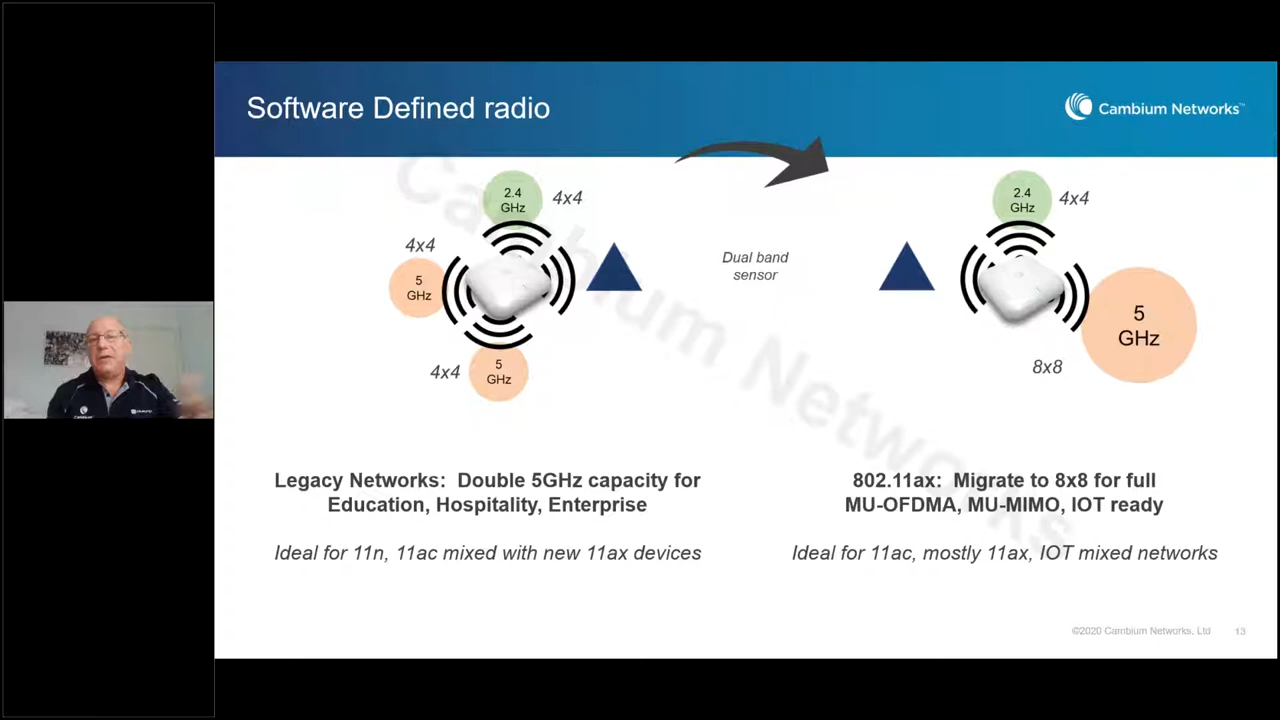 Software Defined radio
Cambium Networks™
2.4
GHz
4x4
4x4
5
GHz
4x4
5
GHz
Dual band
sensor
2.4
GHz
4x4
5
GHz
8x8
Cambium Networks
Legacy Networks: Double 5GHz capacity for
Education, Hospitality, Enterprise
Ideal for 11n, 11ac mixed with new 11ax devices
802.11ax: Migrate to 8x8 for full
MU-OFDMA, MU-MIMO, IOT ready
Ideal for 11ac, mostly 11ax, IOT mixed networks
©2020 Cambium Networks, Ltd
13